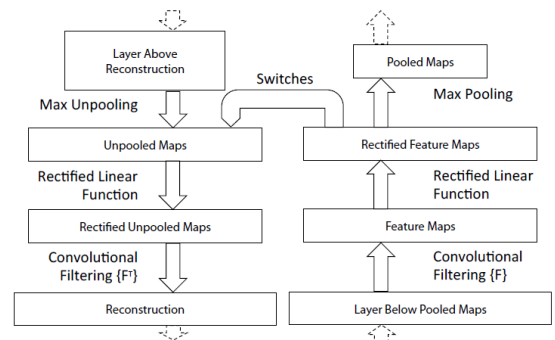 Layer Above
Reconstruction
Pooled Maps
Switches
Max Unpooling
Max Pooling
Unpooled Maps
Rectified Feature Maps
Rectified Linear
Function
Rectified Linear
Function
Rectified Unpooled Maps
Feature Maps
Convolutional
Filtering {Fᵀ}
Convolutional
Filtering {F}
Reconstruction
Layer Below Pooled Maps